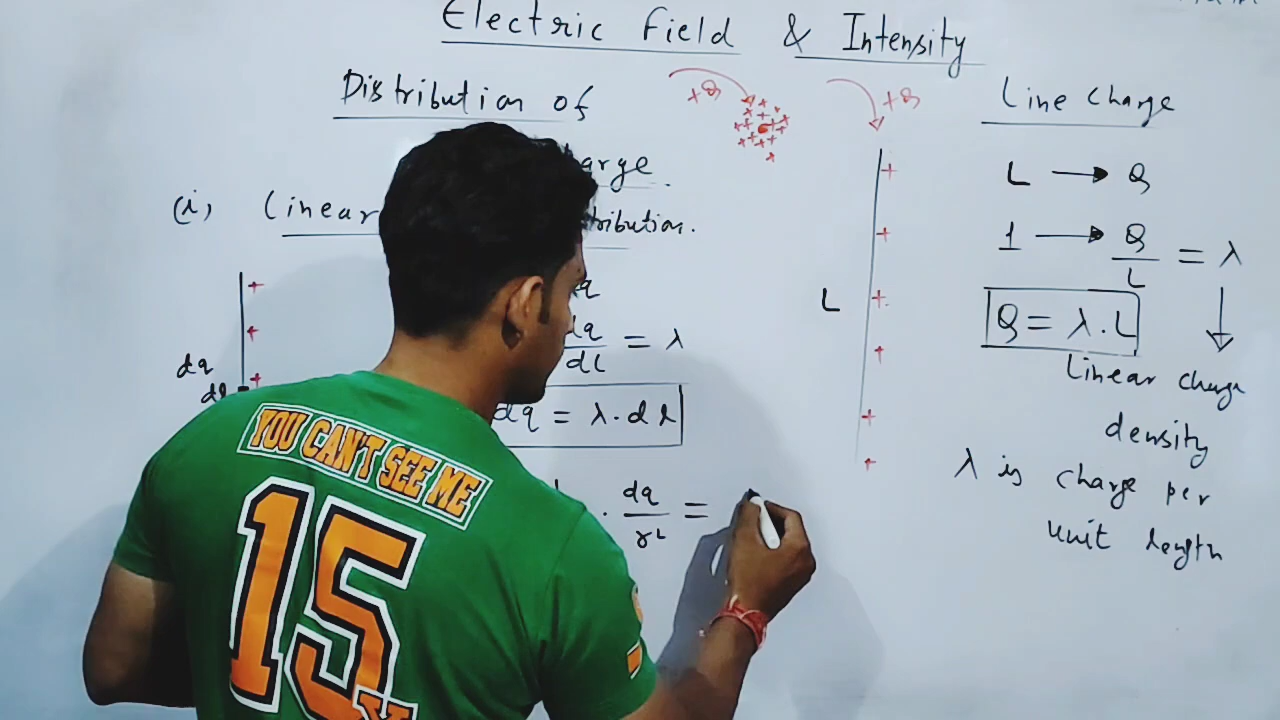 Electric Field & Intensity
Distribution of
arge.
(i) Linear
tribution.
+Q
+Q
Line charge
L → Q
1 → Q/L = λ
Q = λ.L
Linear charge
density
λ is charge per
unit length
L
dq
dl
dq/dl = λ
dq = λ.dl
. dq/r² =
YOU CAN'T SEE ME
15